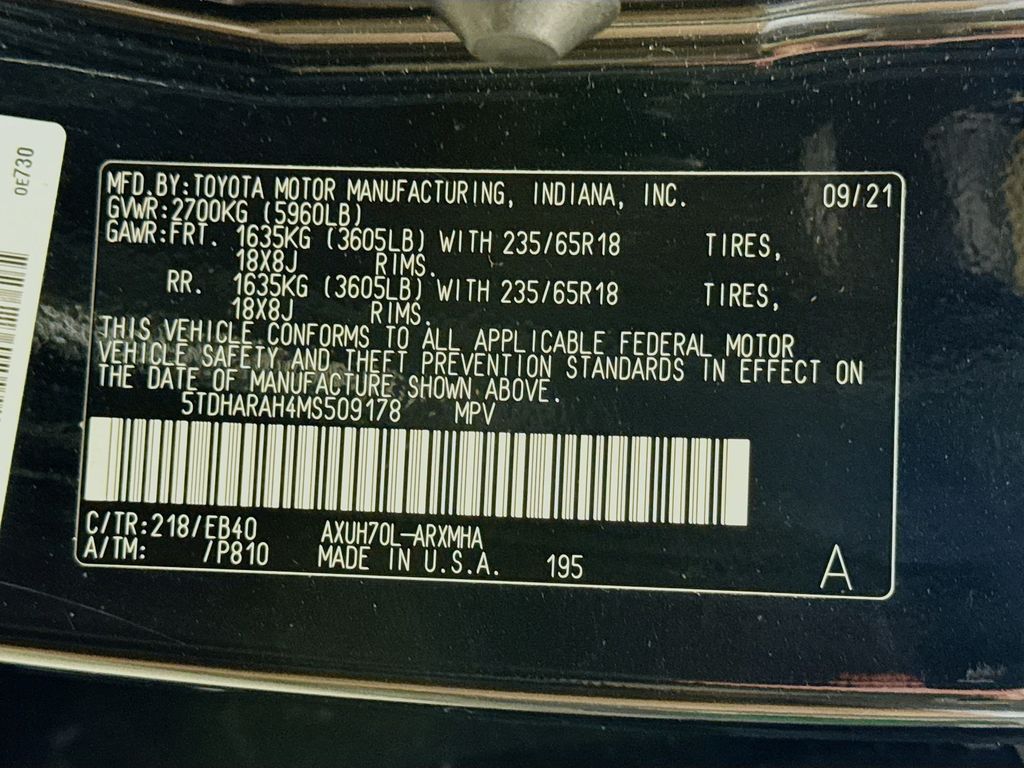 0E730
MFD.BY:TOYOTA MOTOR MANUFACTURING, INDIANA, INC. 09/21
GVWR:2700KG (5960LB)
GAWR:FRT. 1635KG (3605LB) WITH 235/65R18 TIRES,
18X8J RIMS.
RR. 1635KG (3605LB) WITH 235/65R18 TIRES,
18X8J RIMS.
THIS VEHICLE CONFORMS TO ALL APPLICABLE FEDERAL MOTOR
VEHICLE SAFETY AND THEFT PREVENTION STANDARDS IN EFFECT ON
THE DATE OF MANUFACTURE SHOWN ABOVE.
5TDHARAH4MS509178 MPV
C/TR:218/EB40 AXUH70L-ARXMHA
A/TM: /P810 MADE IN U.S.A. 195 A